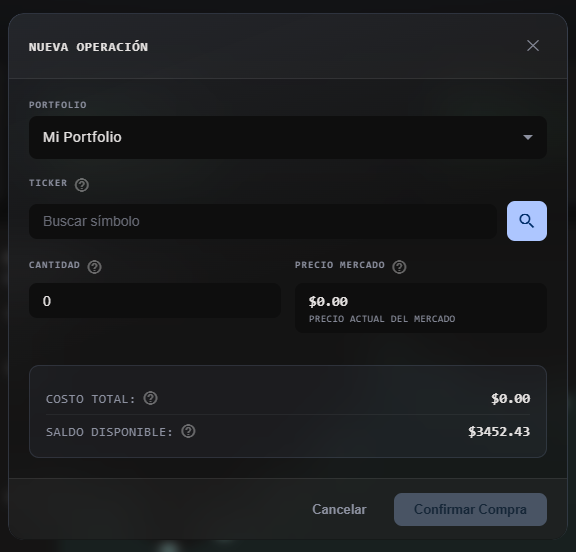 NUEVA OPERACIÓN
PORTFOLIO
Mi Portfolio
TICKER
Buscar símbolo
CANTIDAD
PRECIO MERCADO
0
$0.00
PRECIO ACTUAL DEL MERCADO
COSTO TOTAL:
$0.00
SALDO DISPONIBLE:
$3452.43
Cancelar
Confirmar Compra